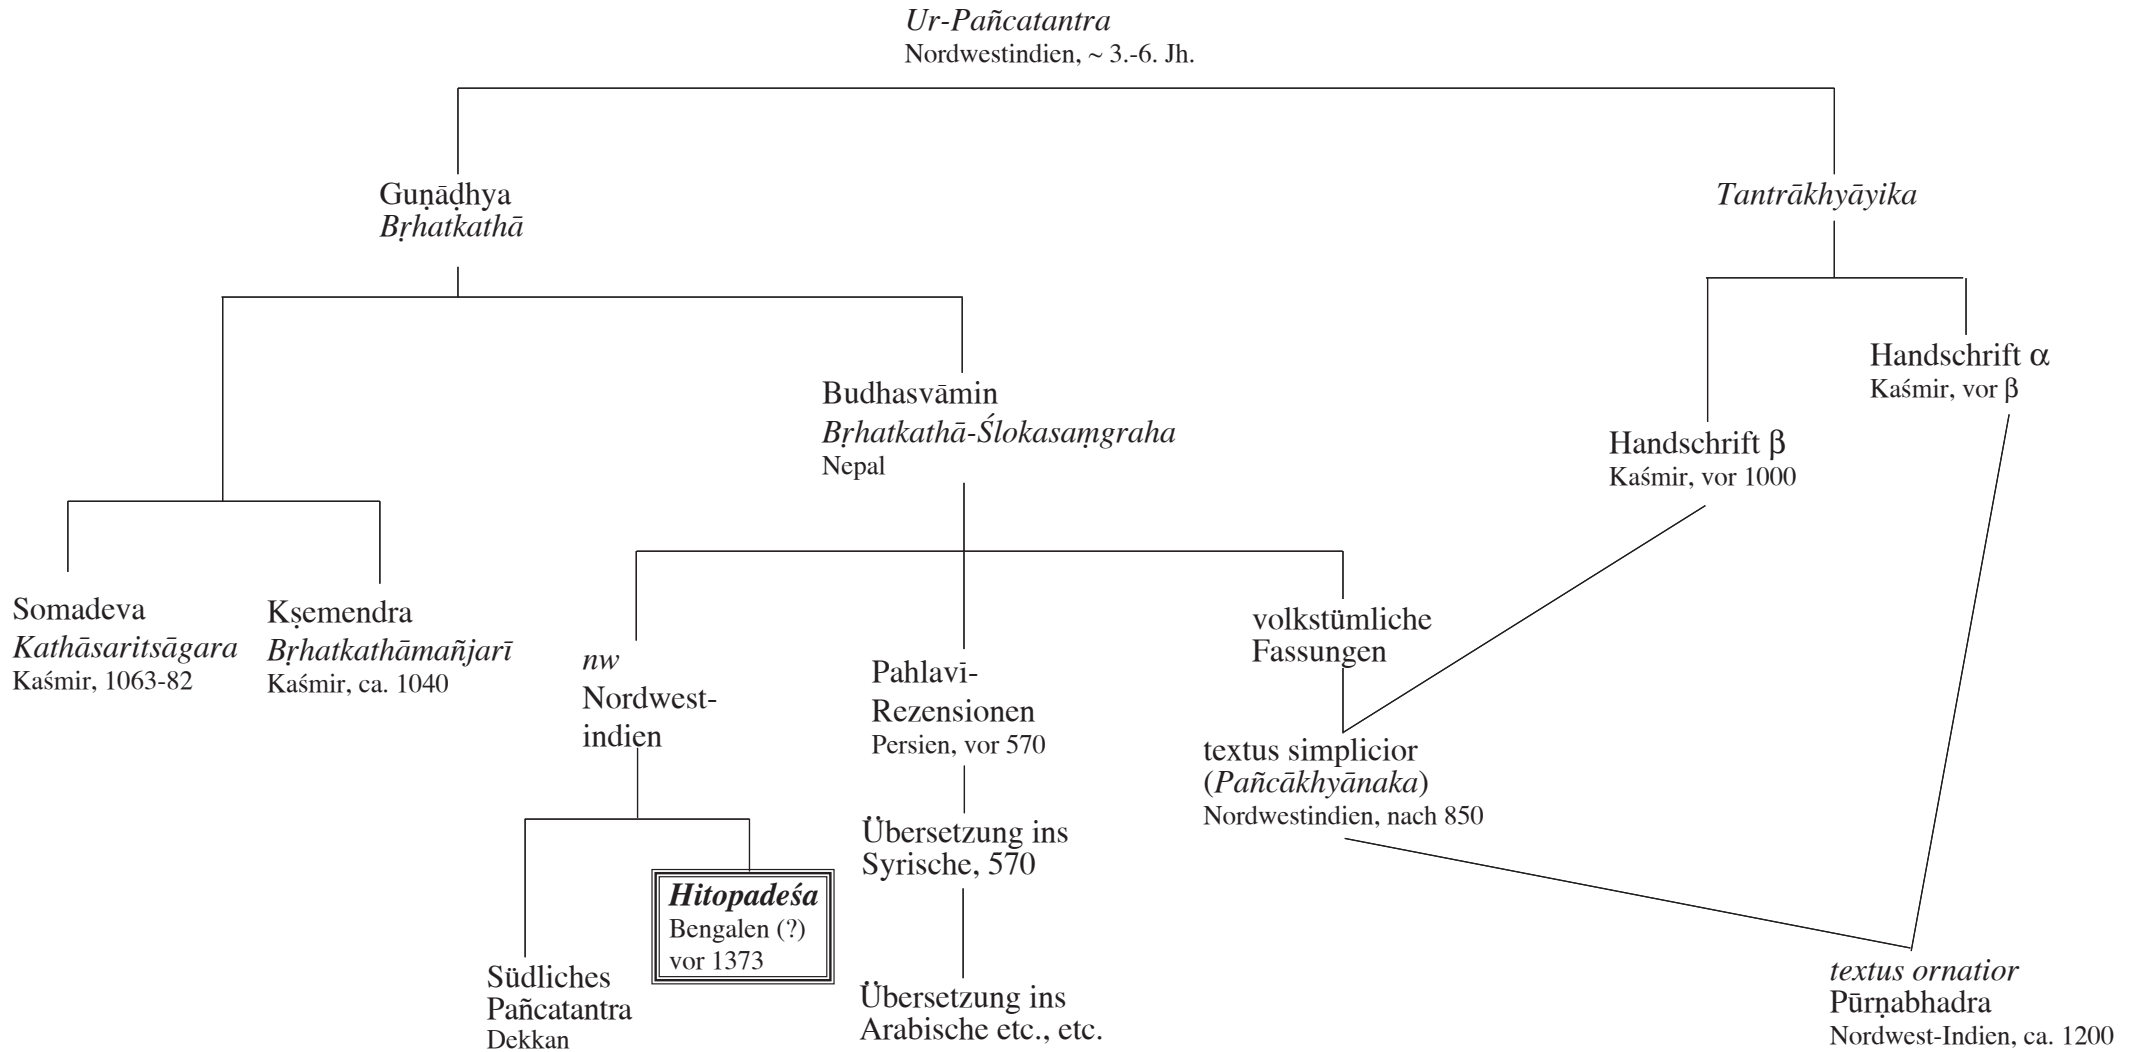 Ur-Pañcatantra
Nordwestindien, ~ 3.-6. Jh.
Guṇāḍhya
Bṛhatkathā
Tantrākhyāyika
Handschrift α
Kaśmir, vor β
Budhasvāmin
Bṛhatkathā-Ślokasaṃgraha
Nepal
Handschrift β
Kaśmir, vor 1000
Somadeva
Kathāsaritsāgara
Kaśmir, 1063-82
Kṣemendra
Bṛhatkathāmañjarī
Kaśmir, ca. 1040
nw
Nordwest-
indien
Pahlavī-
Rezensionen
Persien, vor 570
volkstümliche
Fassungen
textus simplicior
(Pañcākhyānaka)
Nordwestindien, nach 850
Übersetzung ins
Syrische, 570
Hitopadeśa
Bengalen (?)
vor 1373
Südliches
Pañcatantra
Dekkan
Übersetzung ins
Arabische etc., etc.
textus ornatior
Pūrṇabhadra
Nordwest-Indien, ca. 1200